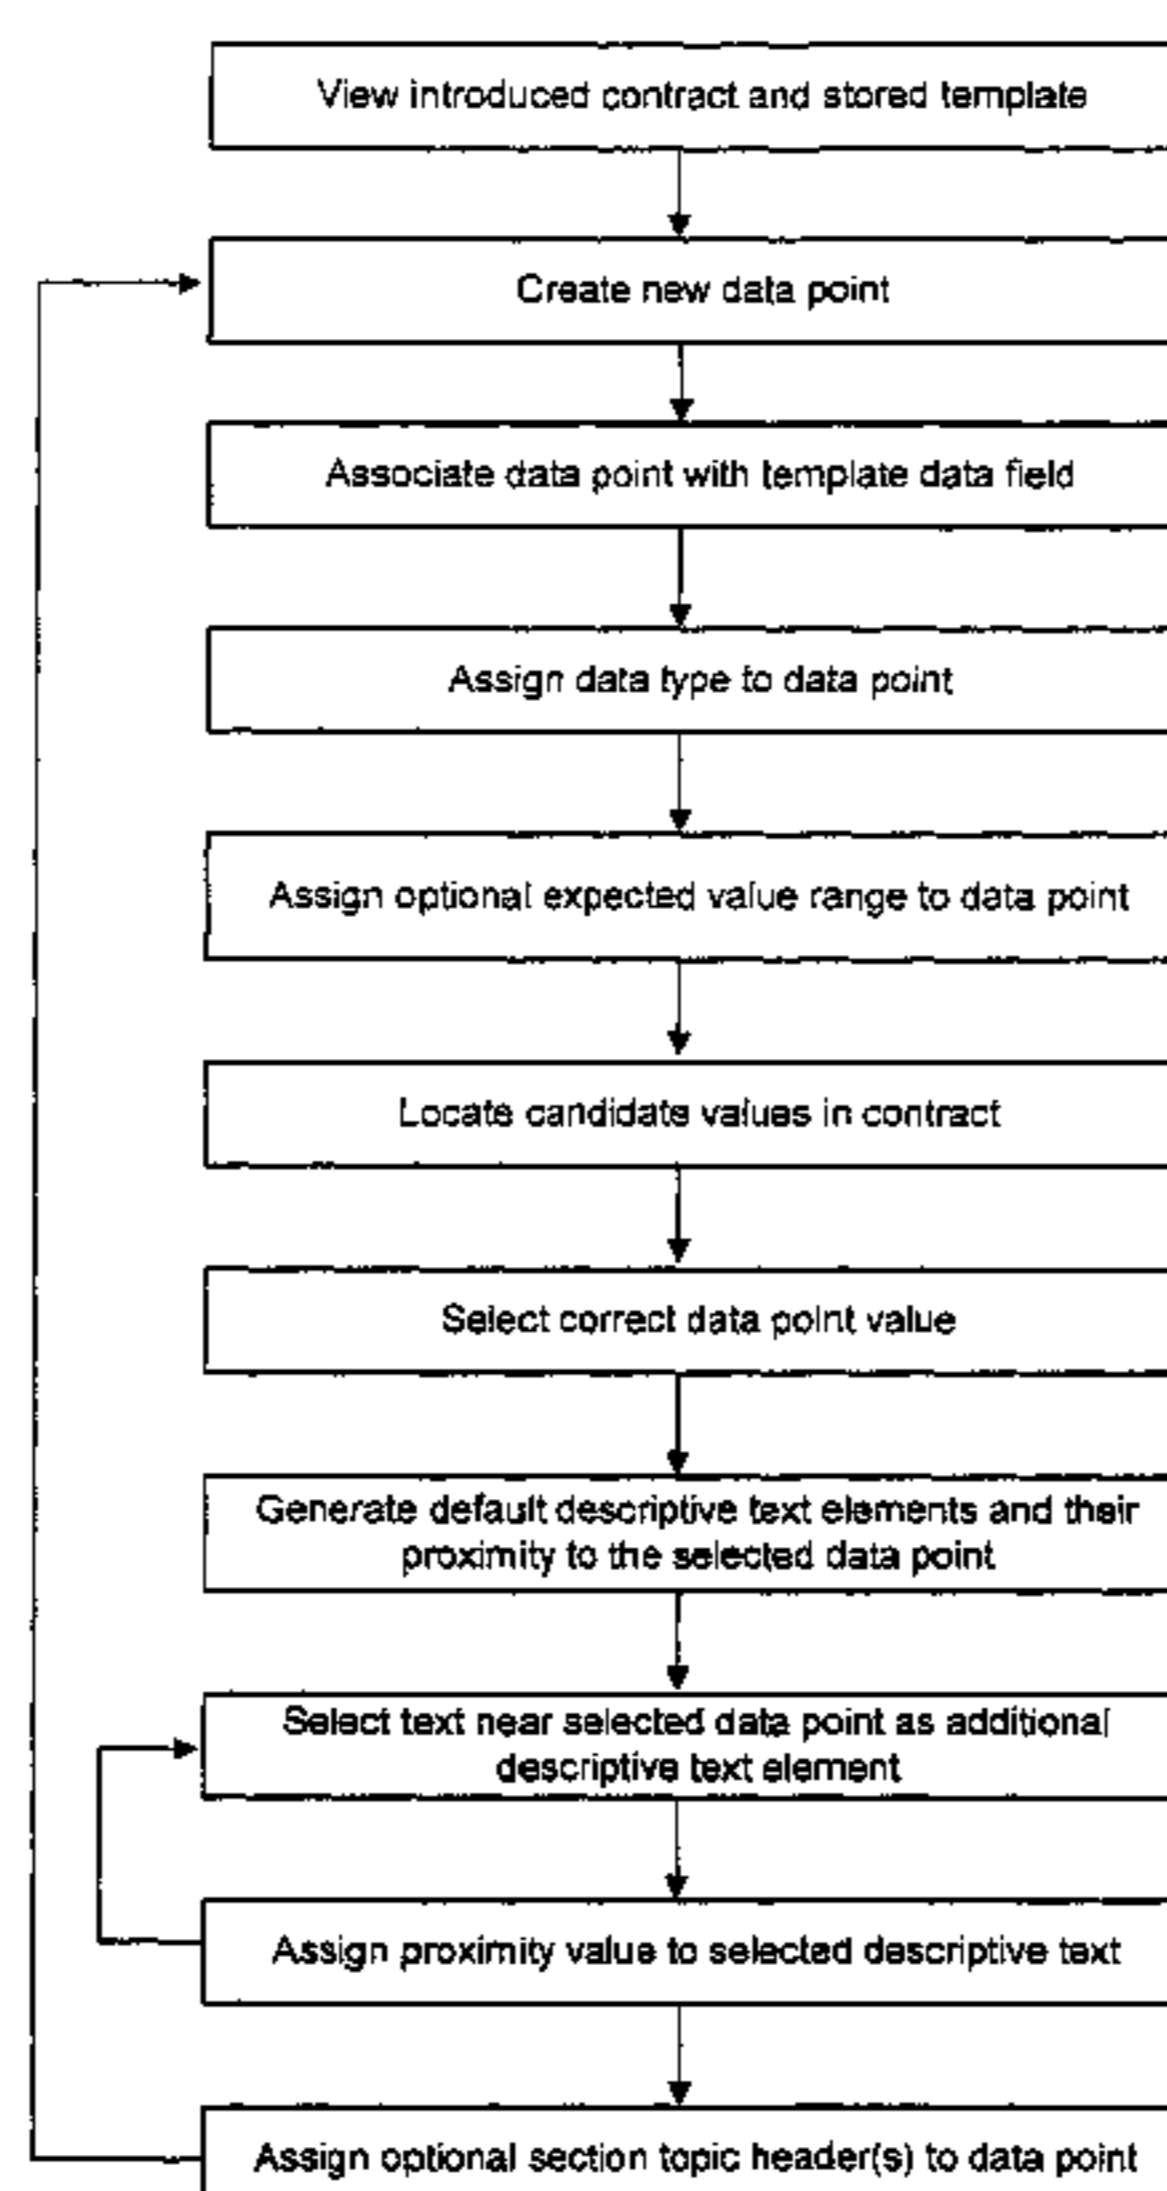 View introduced contract and stored template
Create new data point
Associate data point with template data field
Assign data type to data point
Assign optional expected value range to data point
Locate candidate values in contract
Select correct data point value
Generate default descriptive text elements and their
proximity to the selected data point
Select text near selected data point as additional
descriptive text element
Assign proximity value to selected descriptive text
Assign optional section topic header(s) to data point